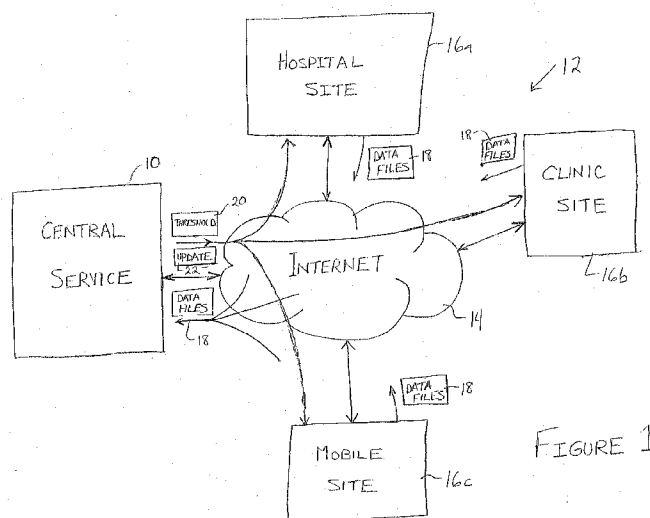 16a
HOSPITAL
SITE
12
18
DATA
FILES
DATA
FILES
18
10
CLINIC
SITE
20
THRESHOLD
CENTRAL
SERVICE
UPDATE
22
INTERNET
16b
DATA
FILES
18
14
DATA
FILES
18
MOBILE
SITE
16c
FIGURE 1